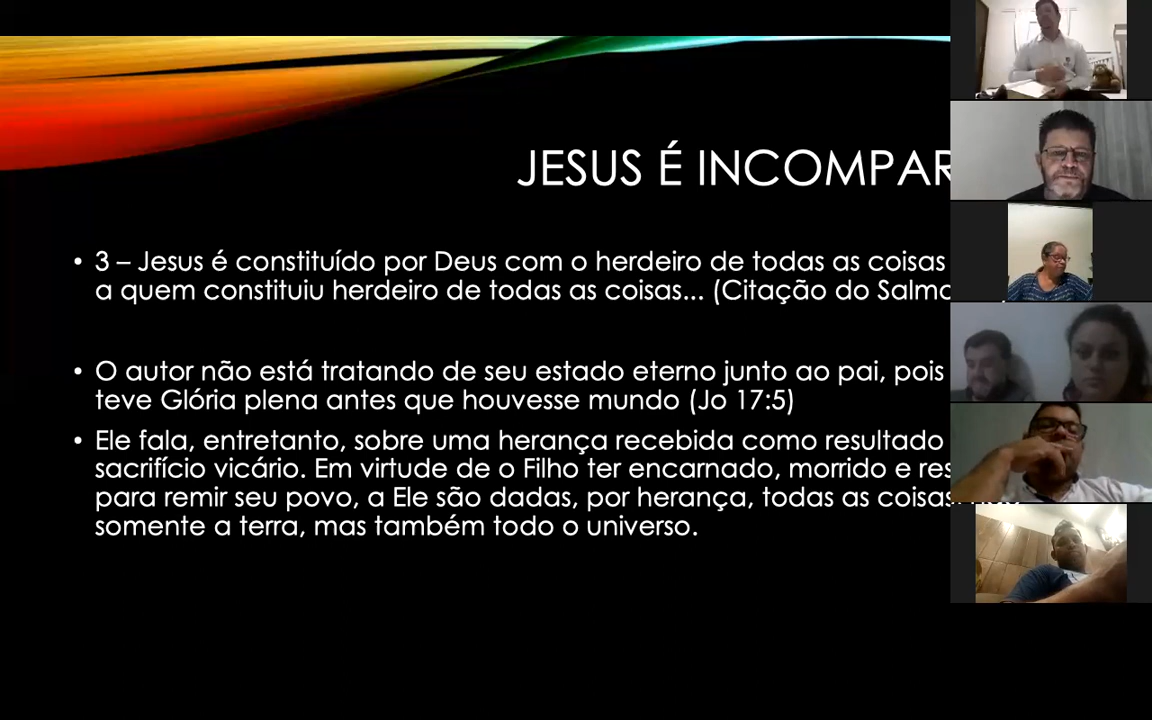 JESUS É INCOMPAR
• 3 – Jesus é constituído por Deus com o herdeiro de todas as coisas
a quem constituiu herdeiro de todas as coisas... (Citação do Salmo
• O autor não está tratando de seu estado eterno junto ao pai, pois
teve Glória plena antes que houvesse mundo (Jo 17:5)
• Ele fala, entretanto, sobre uma herança recebida como resultado
sacrifício vicário. Em virtude de o Filho ter encarnado, morrido e res
para remir seu povo, a Ele são dadas, por herança, todas as coisas.
somente a terra, mas também todo o universo.